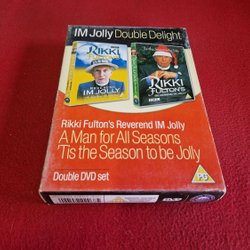 IM Jolly Double Delight
RIKKI
IM JOLLY
RIKKI
FULTON'S
Rikki Fulton's Reverend IM Jolly
A Man for All Seasons
'Tis the Season to be Jolly
Double DVD set
PG